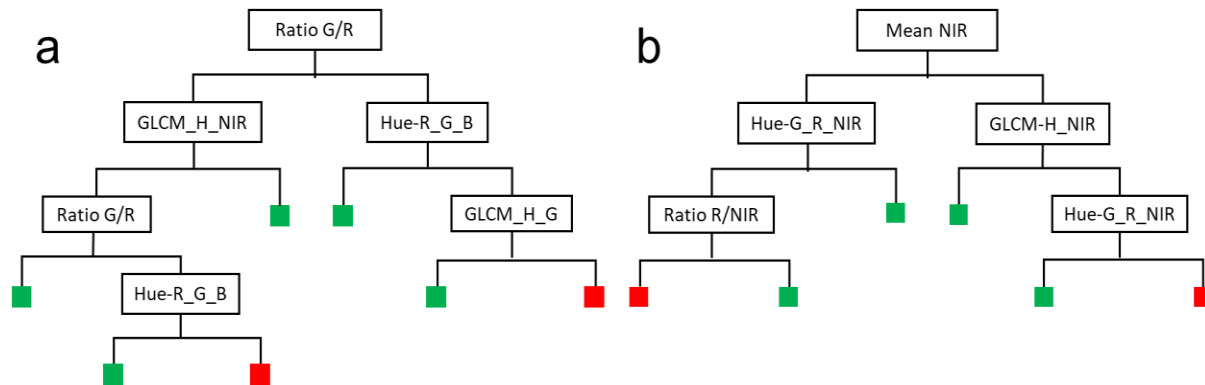 a
Ratio G/R
GLCM_H_NIR
Hue-R_G_B
Ratio G/R
GLCM_H_G
Hue-R_G_B
b
Mean NIR
Hue-G_R_NIR
GLCM-H_NIR
Ratio R/NIR
Hue-G_R_NIR